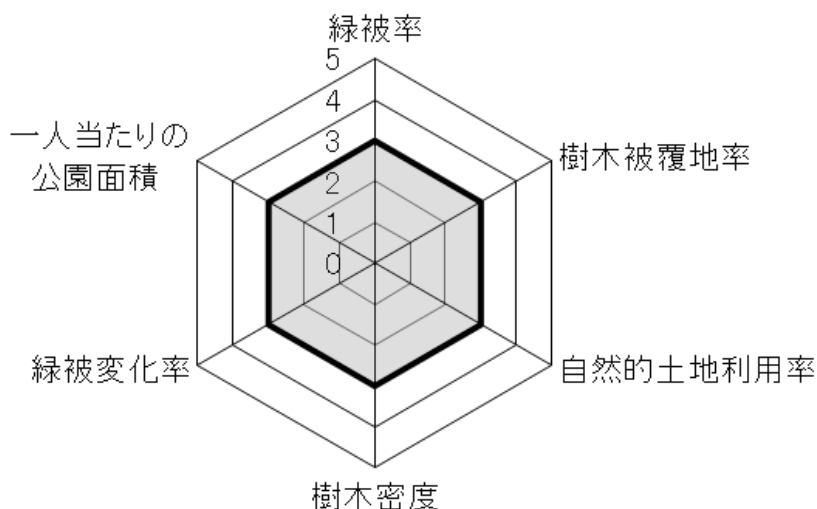 緑被率
5
4
3
2
1
0
一人当たりの
公園面積
樹木被覆地率
緑被変化率
自然的土地利用率
樹木密度